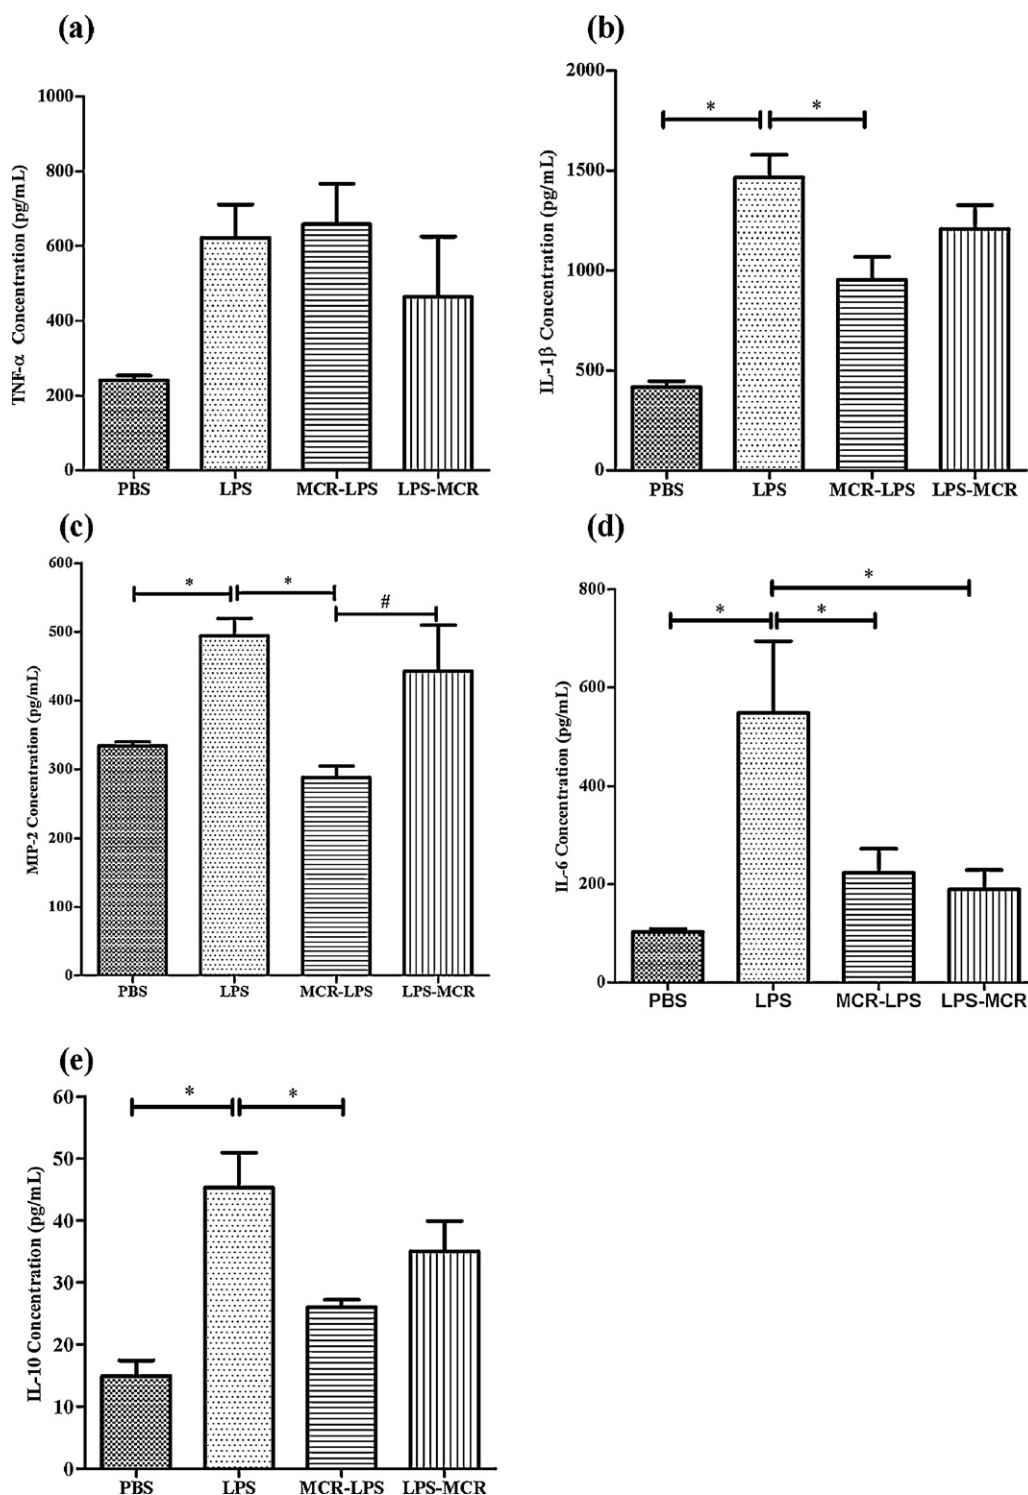 (a)
TNF-α Concentration (pg/mL)
1000
800
600
400
200
0
PBS LPS MCR-LPS LPS-MCR
(b)
IL-1β Concentration (pg/mL)
2000
1500
1000
500
0
* *
PBS LPS MCR-LPS LPS-MCR
(c)
MIP-2 Concentration (pg/mL)
600
500
400
300
200
100
0
* *
#
PBS LPS MCR-LPS LPS-MCR
(d)
IL-6 Concentration (pg/mL)
800
600
400
200
0
*
* *
PBS LPS MCR-LPS LPS-MCR
(e)
IL-10 Concentration (pg/mL)
60
50
40
30
20
10
0
* *
PBS LPS MCR-LPS LPS-MCR